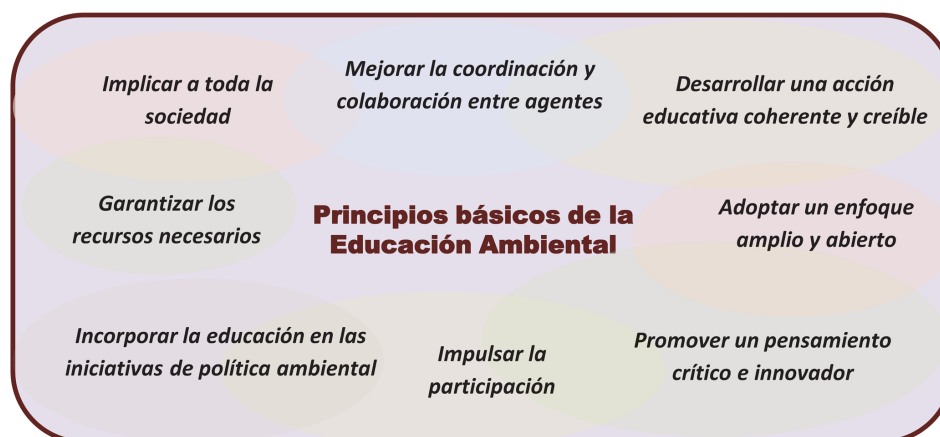 Implicar a toda la
sociedad
Mejorar la coordinación y
colaboración entre agentes
Desarrollar una acción
educativa coherente y creíble
Garantizar los
recursos necesarios
Principios básicos de la
Educación Ambiental
Adoptar un enfoque
amplio y abierto
Incorporar la educación en las
iniciativas de política ambiental
Impulsar la
participación
Promover un pensamiento
crítico e innovador